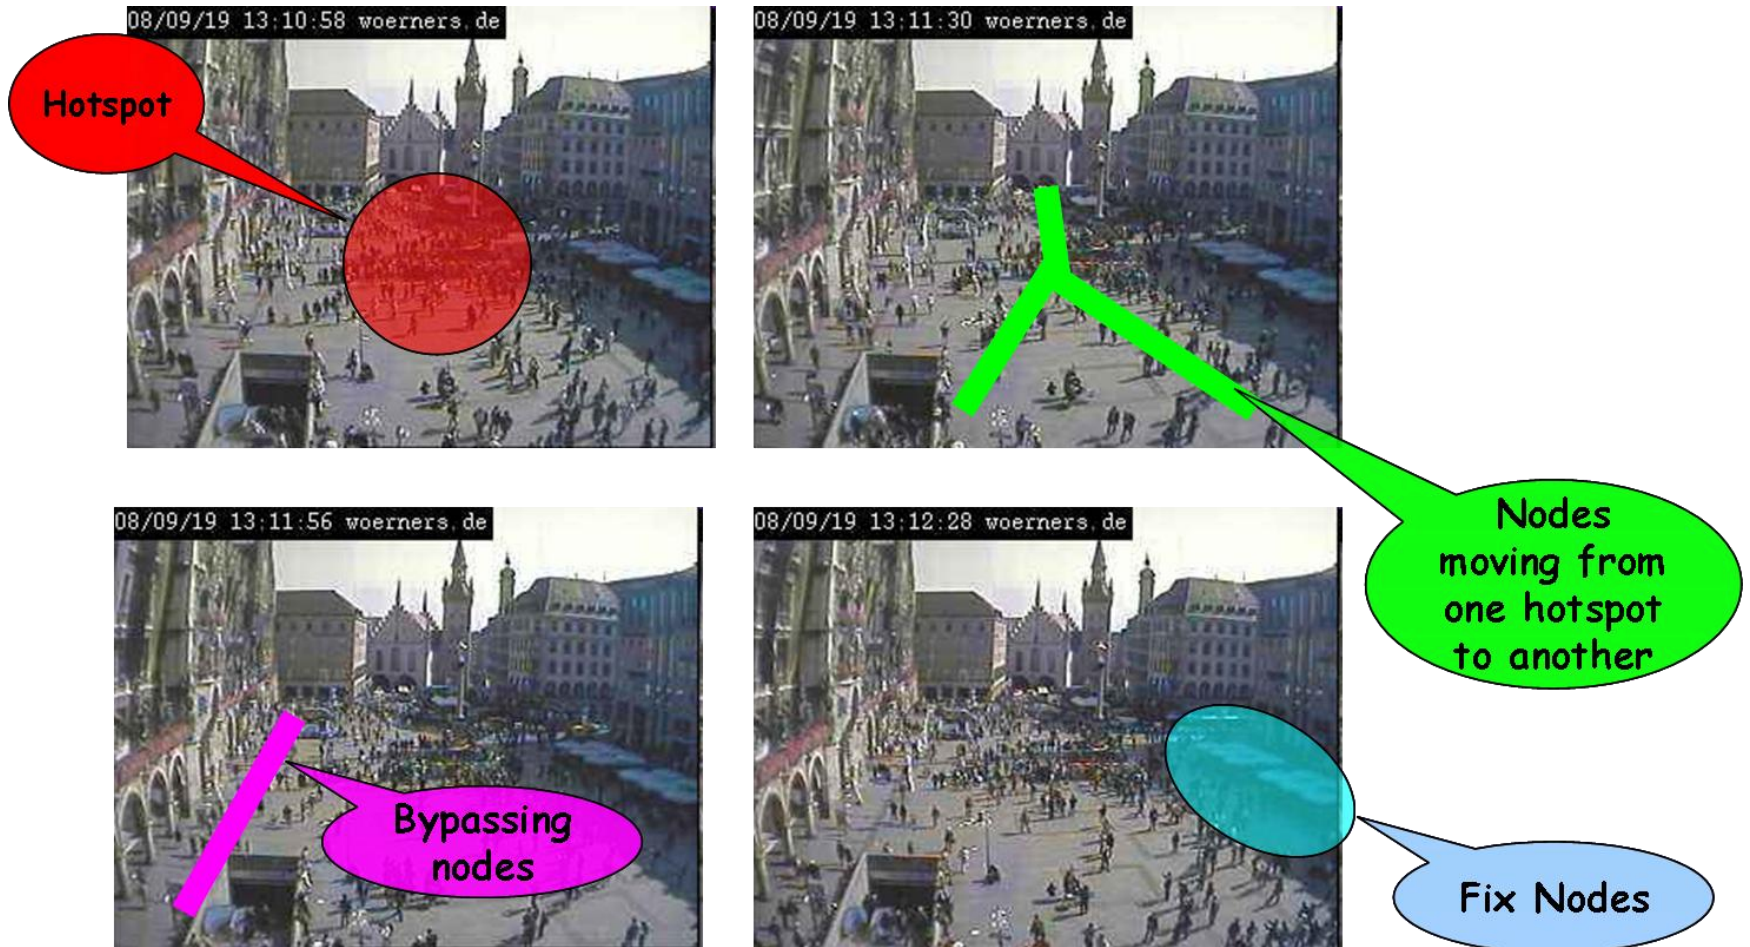 08/09/19 13:10:58 woerners.de
08/09/19 13:11:30 woerners.de
Hotspot
Nodes
moving from
one hotspot
to another
08/09/19 13:11:56 woerners.de
08/09/19 13:12:28 woerners.de
Bypassing
nodes
Fix Nodes